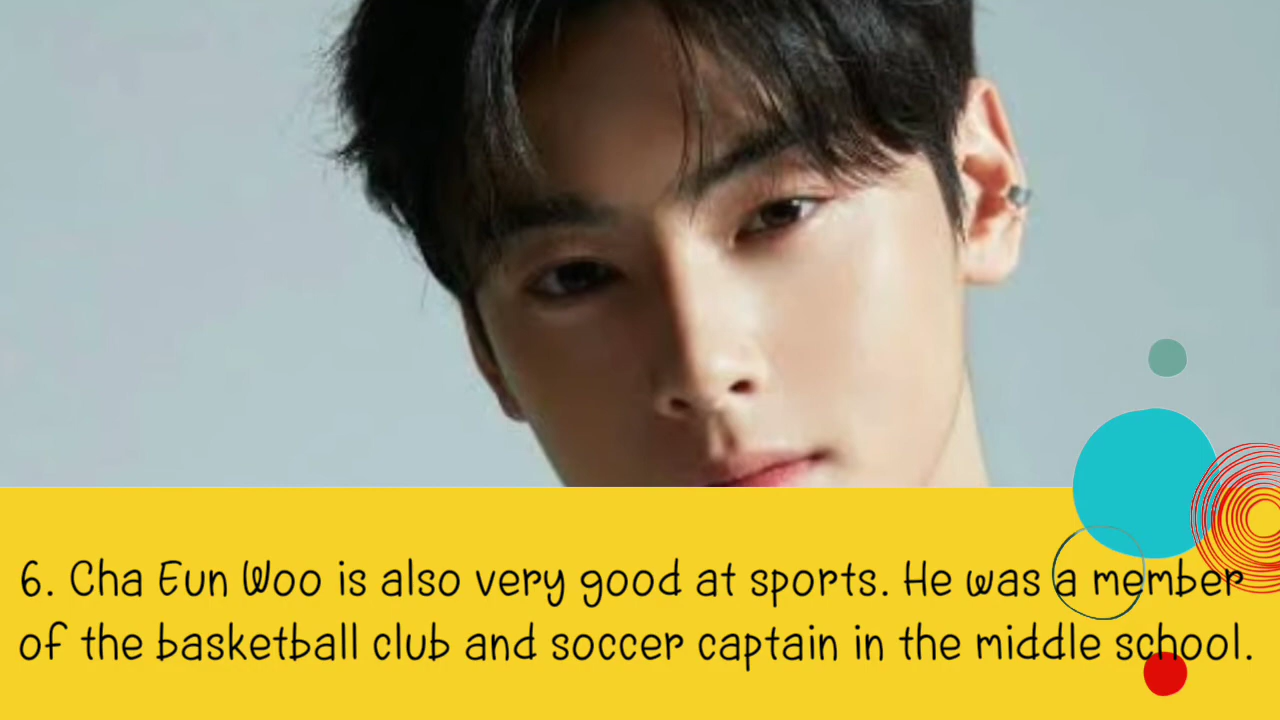 6. Cha Eun Woo is also very good at sports. He was a member
of the basketball club and soccer captain in the middle school.